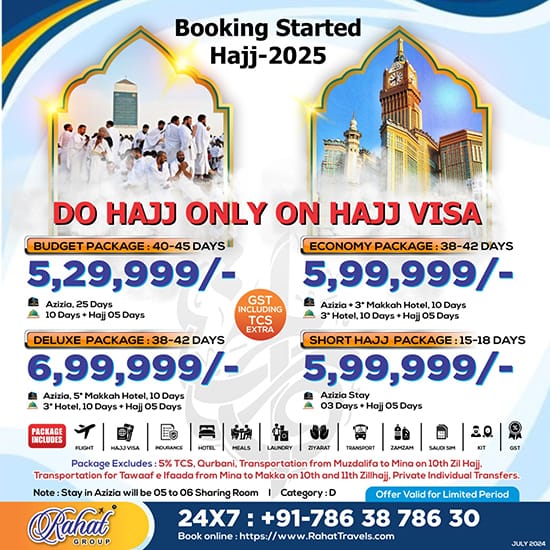 Booking Started
Hajj-2025
DO HAJJ ONLY ON HAJJ VISA
BUDGET PACKAGE : 40-45 DAYS
5,29,999/-
Azizia, 25 Days
10 Days + Hajj 05 Days
ECONOMY PACKAGE : 38-42 DAYS
5,99,999/-
Azizia + 3* Makkah Hotel, 10 Days
3* Hotel, 10 Days + Hajj 05 Days
GST
INCLUDING
TCS
EXTRA
DELUXE PACKAGE : 38-42 DAYS
6,99,999/-
Azizia, 5* Makkah Hotel, 10 Days
3* Hotel, 10 Days + Hajj 05 Days
SHORT HAJJ PACKAGE : 15-18 DAYS
5,99,999/-
Azizia Stay
03 Days + Hajj 05 Days
PACKAGE
INCLUDES
FLIGHT
HAJJ VISA
INSURANCE
HOTEL
MEALS
LAUNDRY
ZIYARAT
TRANSPORT
ZAMZAM
SAUDI SIM
KIT
GST
Package Excludes : 5% TCS, Qurbani, Transportation from Muzdalifa to Mina on 10th Zil Hajj,
Transportation for Tawaaf e Ifaada from Mina to Makka on 10th and 11th Zillhajj, Private Individual Transfers.
Note : Stay in Azizia will be 05 to 06 Sharing Room | Category : D
Offer Valid for Limited Period
Rahat
GROUP
24X7 : +91-786 38 786 30
Book online : https://www.RahatTravels.com
JULY 2024